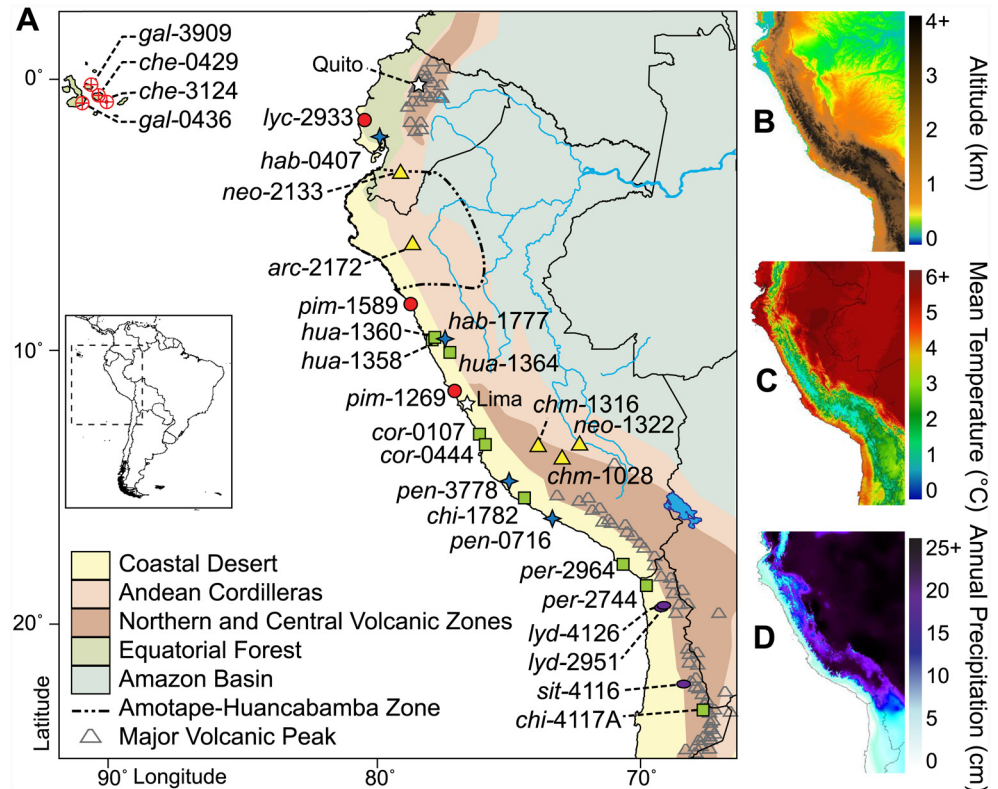 A
gal-3909
che-0429
che-3124
gal-0436
0°
10°
20°
Latitude
90°
Longitude
80°
70°
Quito
lyc-2933
hab-0407
neo-2133
arc-2172
pim-1589
hua-1360
hab-1777
hua-1358
hua-1364
pim-1269
Lima
chm-1316
neo-1322
cor-0107
cor-0444
chm-1028
pen-3778
chi-1782
pen-0716
per-2964
per-2744
lyd-4126
lyd-2951
sit-4116
chi-4117A
Coastal Desert
Andean Cordilleras
Northern and Central Volcanic Zones
Equatorial Forest
Amazon Basin
Amotape-Huancabamba Zone
Major Volcanic Peak
B
4+
3
2
1
0
Altitude (km)
C
6+
5
4
3
2
1
0
Mean Temperature (°C)
D
25+
20
15
10
5
0
Annual Precipitation (cm)